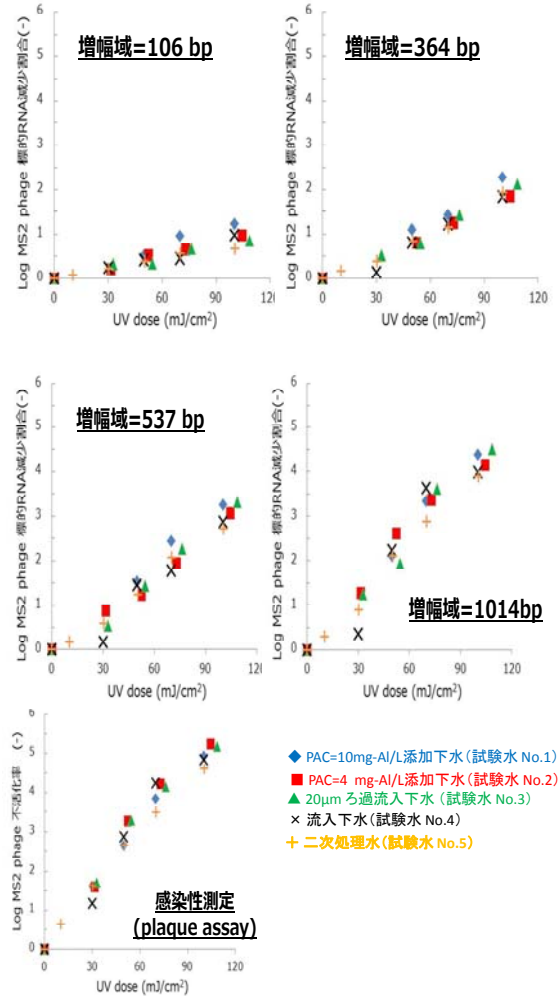 増幅域=106 bp
Log MS2 phage 標的RNA減少割合(-)
6
5
4
3
2
1
0
0 30 60 90 120
UV dose (mJ/cm²)
増幅域=364 bp
Log MS2 phage 標的RNA減少割合(-)
6
5
4
3
2
1
0
0 30 60 90 120
UV dose (mJ/cm²)
増幅域=537 bp
Log MS2 phage 標的RNA減少割合(-)
6
5
4
3
2
1
0
0 30 60 90 120
UV dose (mJ/cm²)
増幅域=1014bp
Log MS2 phage 標的RNA減少割合(-)
6
5
4
3
2
1
0
0 30 60 90 120
UV dose (mJ/cm²)
感染性測定
(plaque assay)
Log MS2 phage 不活化率 (-)
6
5
4
3
2
1
0
0 30 60 90 120
UV dose (mJ/cm²)
PAC=10mg-Al/L添加下水(試験水 No.1)
PAC=4 mg-Al/L添加下水(試験水 No.2)
20μm ろ過流入下水(試験水 No.3)
流入下水(試験水 No.4)
二次処理水(試験水 No.5)